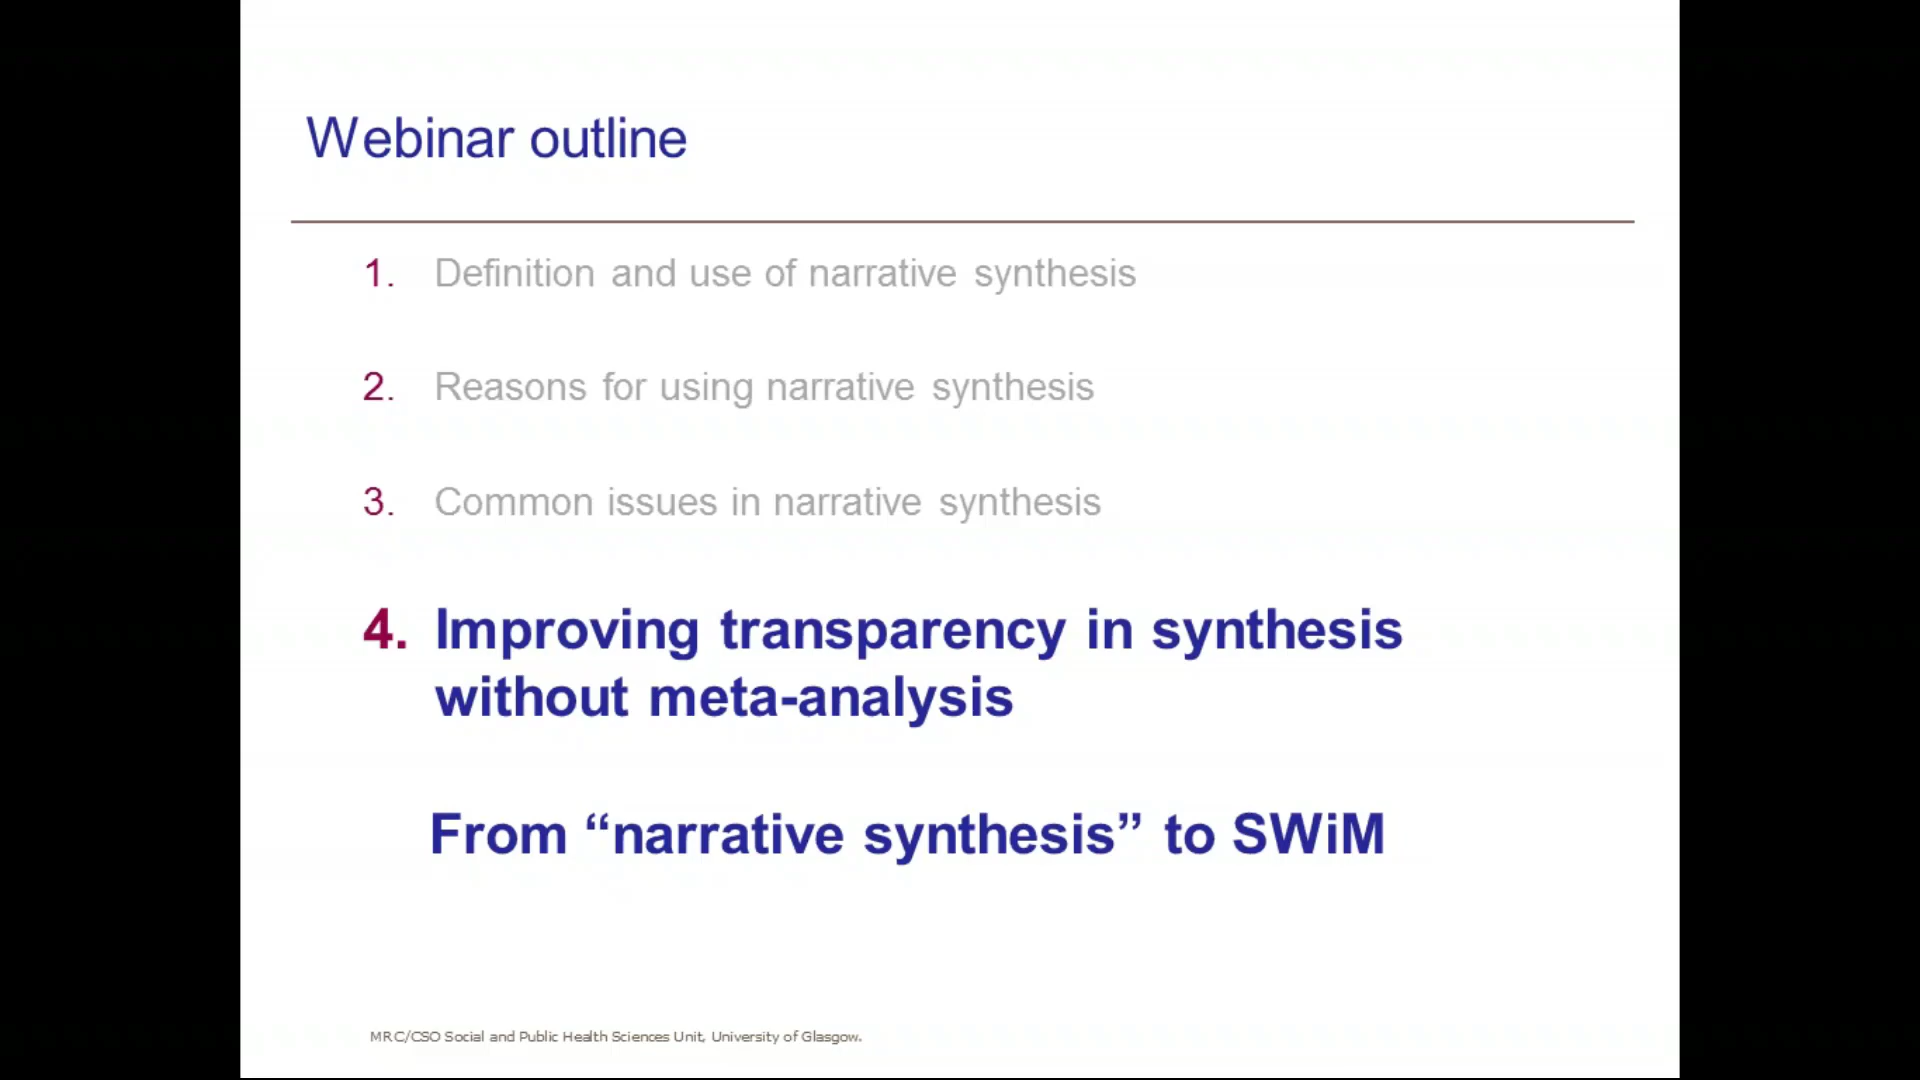 Webinar outline
1. Definition and use of narrative synthesis
2. Reasons for using narrative synthesis
3. Common issues in narrative synthesis
4. Improving transparency in synthesis
without meta-analysis
From “narrative synthesis” to SWiM
MRC/CSO Social and Public Health Sciences Unit, University of Glasgow.